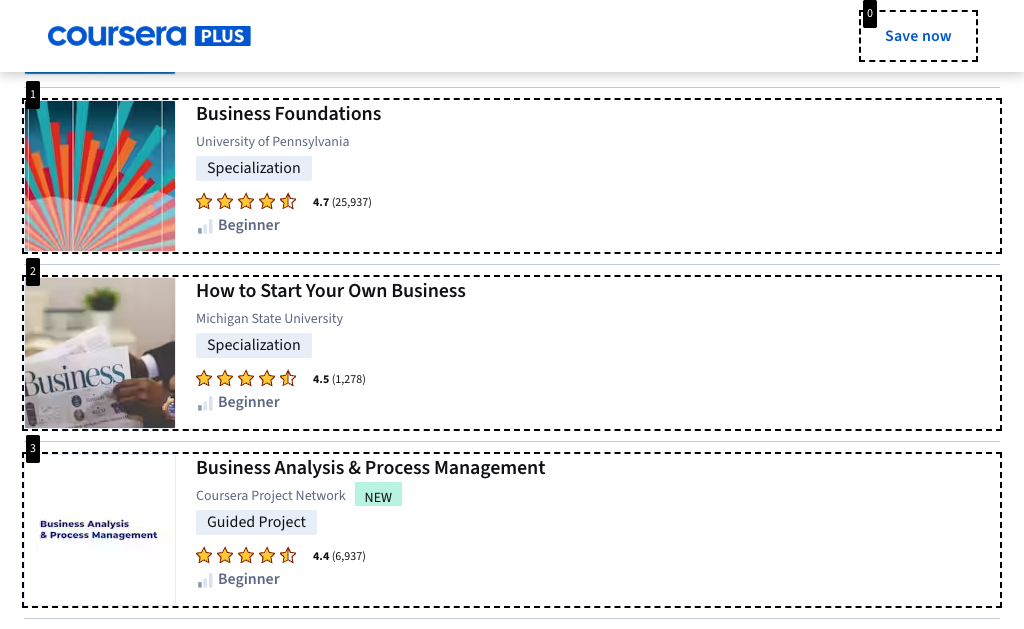 coursera PLUS
0
Save now
1
Business Foundations
University of Pennsylvania
Specialization
4.7 (25,937)
Beginner
2
How to Start Your Own Business
Michigan State University
Business
Specialization
4.5 (1,278)
Beginner
3
Business Analysis & Process Management
Coursera Project Network NEW
Guided Project
Business Analysis
& Process Management
4.4 (6,937)
Beginner